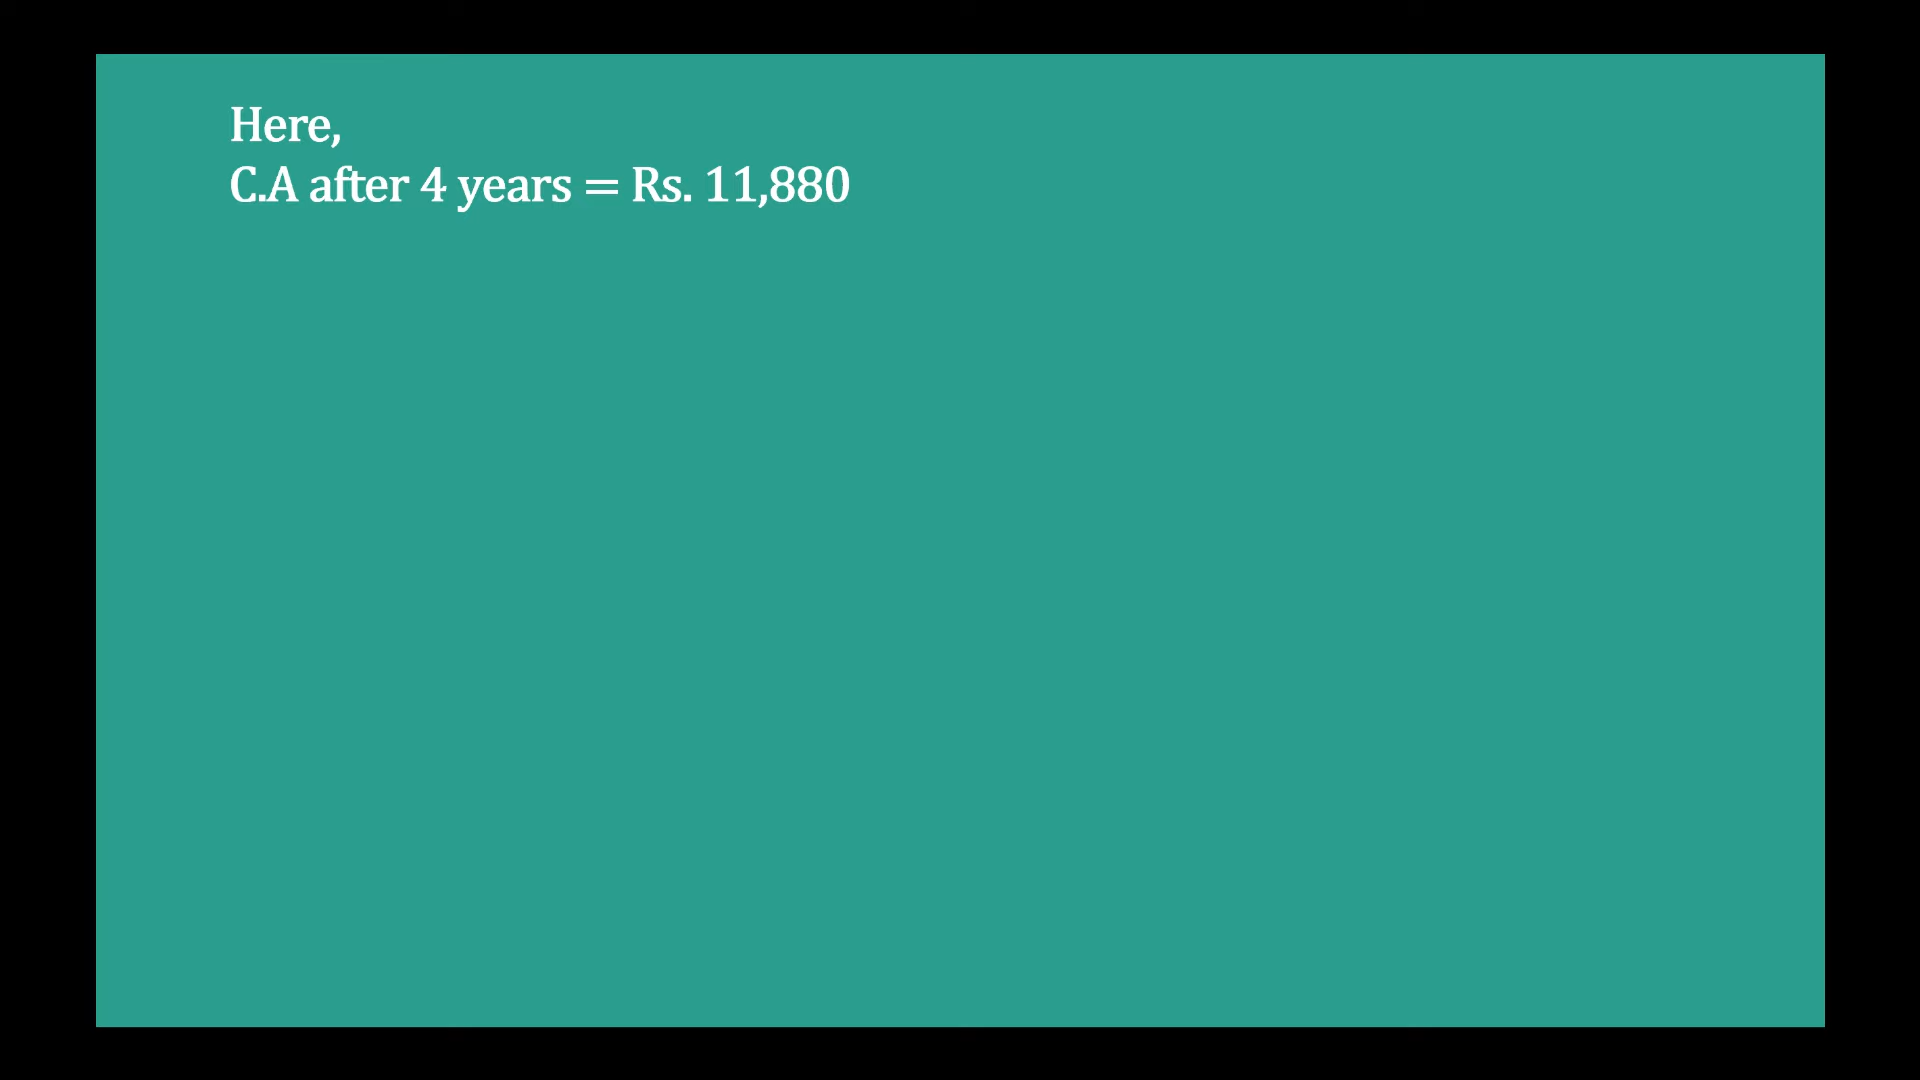 Here,
C.A after 4 years = Rs. 11,880